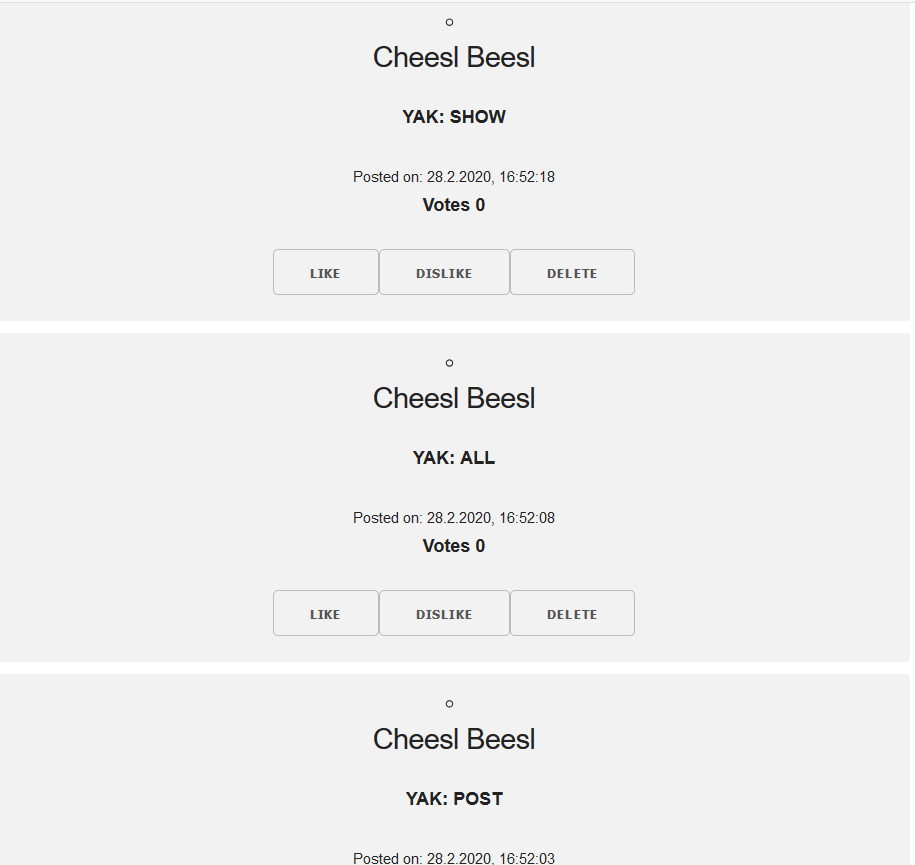 Cheesl Beesl
YAK: SHOW
Posted on: 28.2.2020, 16:52:18
Votes 0
LIKE DISLIKE DELETE
Cheesl Beesl
YAK: ALL
Posted on: 28.2.2020, 16:52:08
Votes 0
LIKE DISLIKE DELETE
Cheesl Beesl
YAK: POST
Posted on: 28.2.2020, 16:52:03